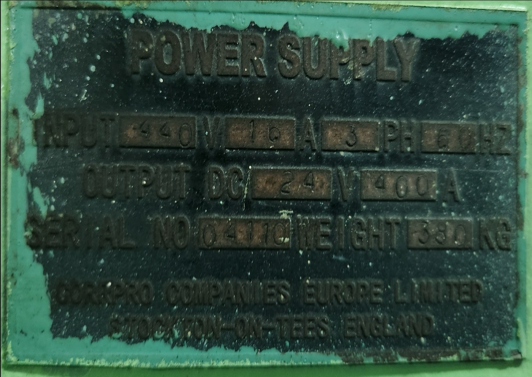 POWER SUPPLY
INPUT 440 V A 3 PH HZ
OUTPUT DC 24 V 400 A
SERIAL NO WEIGHT KG
COMPANIES EUROPE LIMITED
STOCKTON-ON-TEES ENGLAND